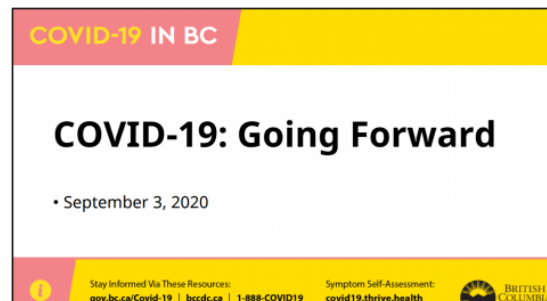 COVID-19 IN BC
COVID-19: Going Forward
• September 3, 2020
i
Stay Informed Via These Resources:
gov.bc.ca/Covid-19 | bccdc.ca | 1-888-COVID19
Symptom Self-Assessment:
covid19.thrive.health
BRITISH
COLUMBIA